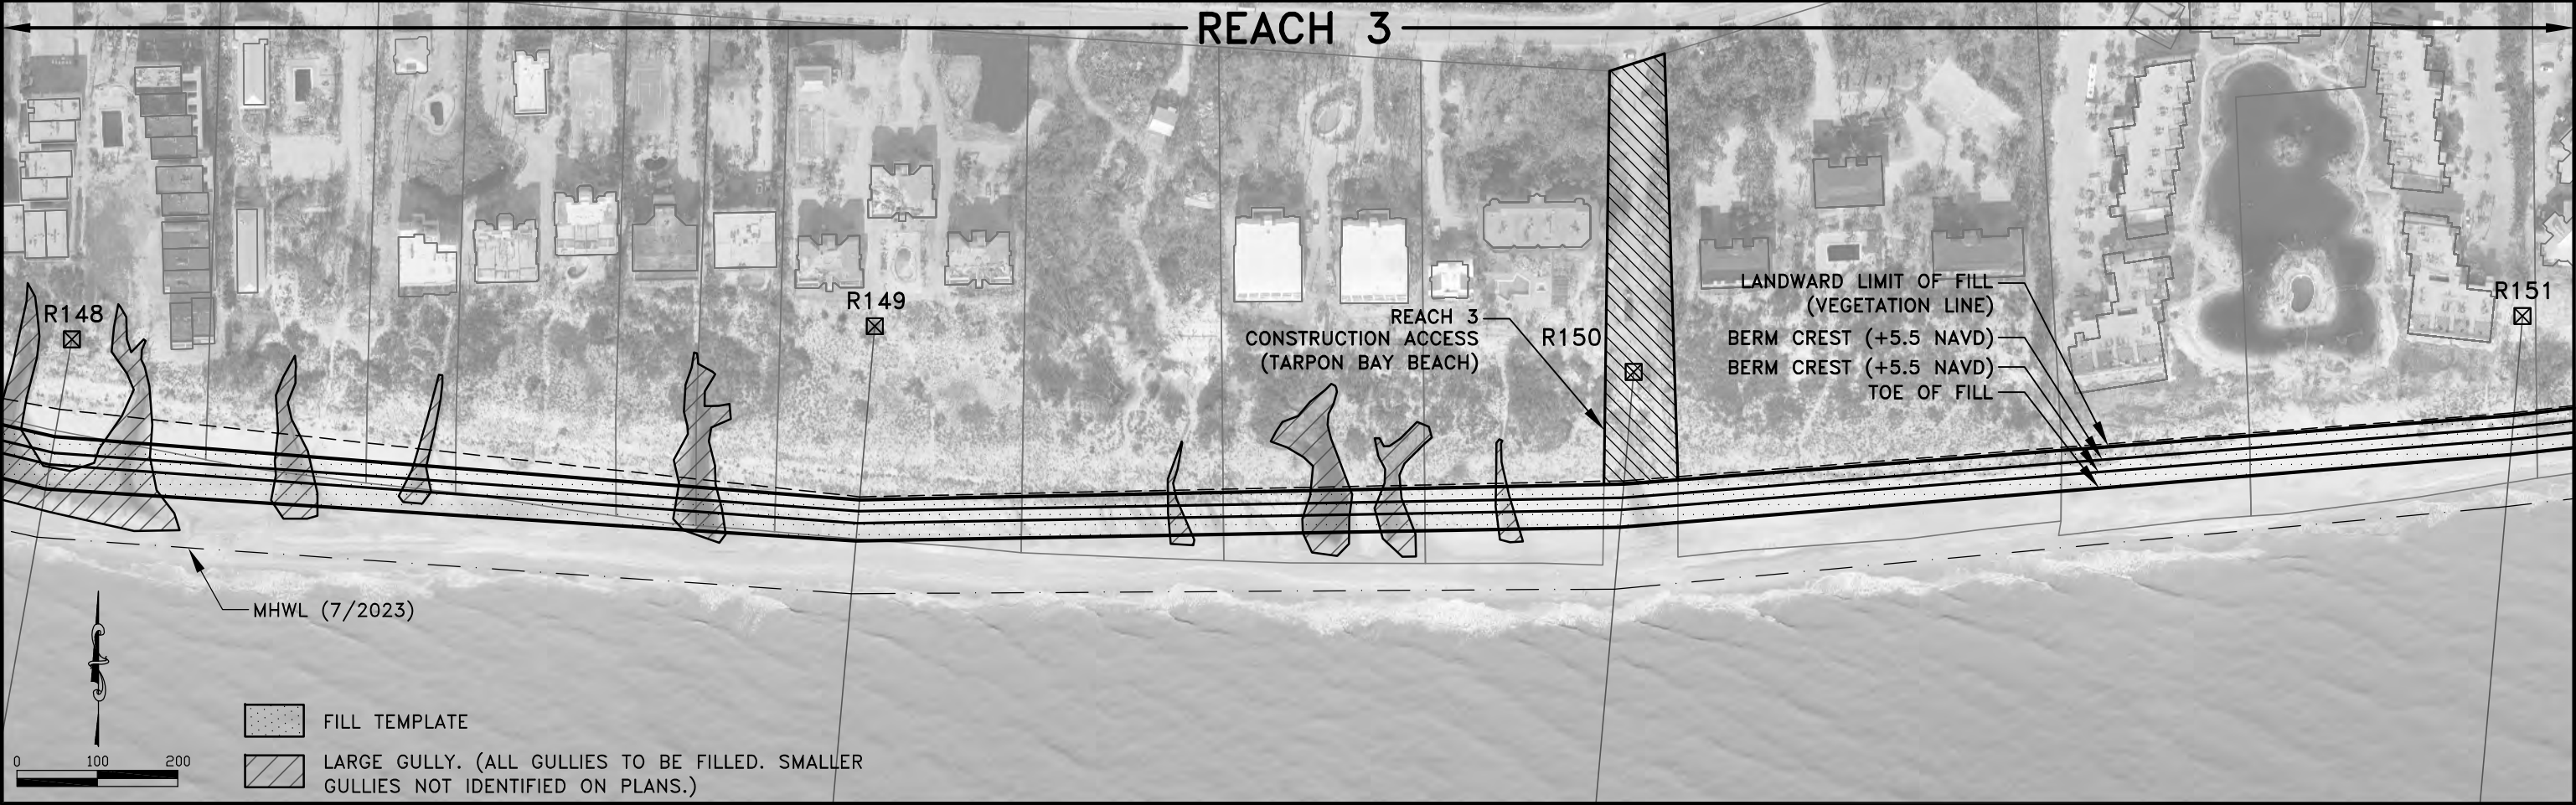 REACH 3
R148
R149
REACH 3
CONSTRUCTION ACCESS
(TARPON BAY BEACH)
R150
LANDWARD LIMIT OF FILL
(VEGETATION LINE)
BERM CREST (+5.5 NAVD)
BERM CREST (+5.5 NAVD)
TOE OF FILL
R151
MHWL (7/2023)
0 100 200
FILL TEMPLATE
LARGE GULLY. (ALL GULLIES TO BE FILLED. SMALLER
GULLIES NOT IDENTIFIED ON PLANS.)